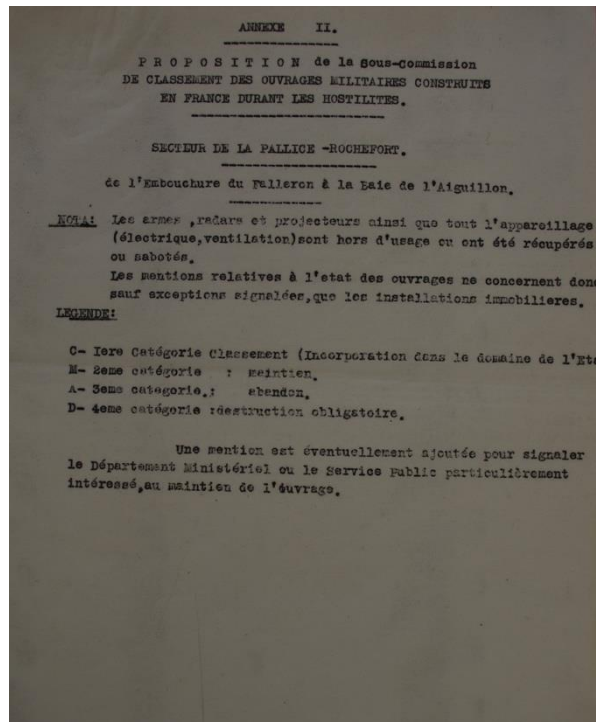 ANNEXE II.
PROPOSITION de la Sous-Commission
DE CLASSEMENT DES OUVRAGES MILITAIRES CONSTRUITS
EN FRANCE DURANT LES HOSTILITES.
SECTEUR DE LA PALLICE -ROCHEFORT.
de l'Embouchure du Falleron à la Baie de l'Aiguillon.
NOTA: Les armes ,radars et projecteurs ainsi que tout l'appareillage
(électrique,ventilation)sont hors d'usage ou ont été récupérés
ou sabotés.
Les mentions relatives à l'etat des ouvrages ne concernent donc
sauf exceptions signalées,que les installations immobilieres.
LEGENDE:
C- Iere Catégorie Classement (Incorporation dans le domaine de l'Eta
M- 2eme catégorie : maintien.
A- 3eme categorie : abandon.
D- 4eme catégorie :destruction obligatoire.
Une mention est éventuellement ajoutée pour signaler
le Département Ministériel ou le Service Public particulièrement
intéressé,au maintien de l'éuvrage.